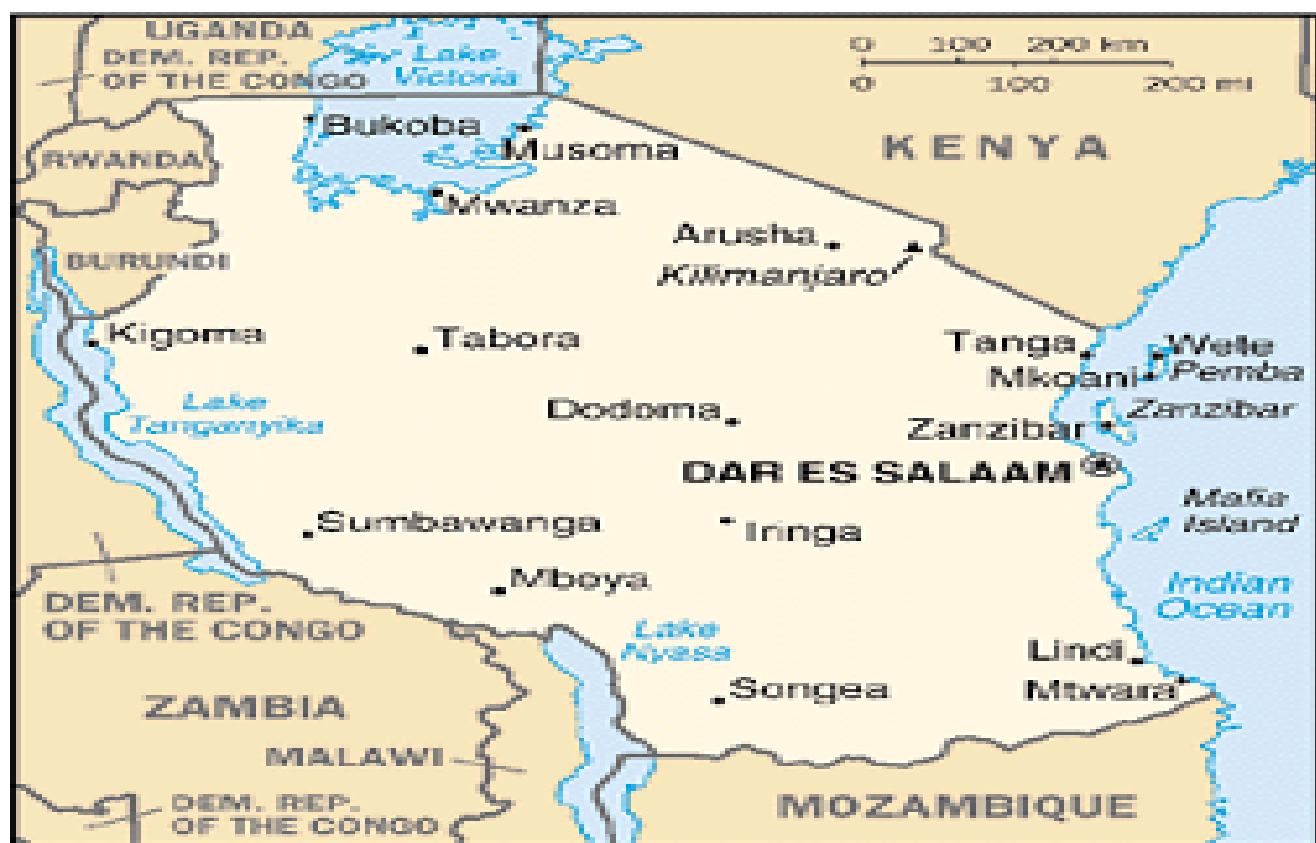 UGANDA
DEM. REP.
OF THE CONGO
Lake
Victoria
0 100 200 km
0 100 200 mi
KENYA
RWANDA
Bukoba
Musoma
Mwanza
BURUNDI
Arusha
Kilimanjaro
Kigoma
Tabora
Tanga
Wete
Mkoani
Pemba
Lake
Tanganyika
Dodoma
Zanzibar
Zanzibar
DAR ES SALAAM
Mafia
Island
Sumbawanga
Iringa
Mboya
Indian
Ocean
DEM. REP.
OF THE CONGO
Lake
Nyasa
Lindi
Mtwara
Songea
ZAMBIA
MALAWI
DEM. REP.
OF THE CONGO
MOZAMBIQUE